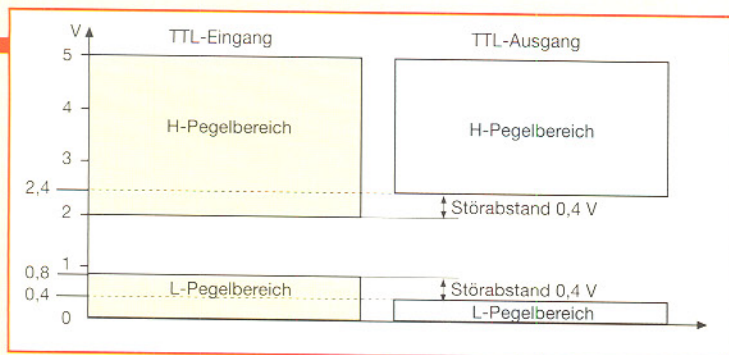 V
TTL-Eingang
TTL-Ausgang
5
4
H-Pegelbereich
H-Pegelbereich
3
2,4
2
Störabstand 0,4 V
1
0,8
L-Pegelbereich
Störabstand 0,4 V
0,4
L-Pegelbereich
0